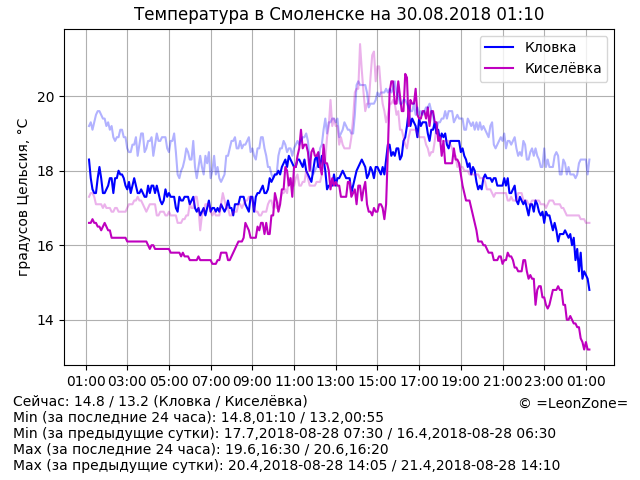 Температура в Смоленске на 30.08.2018 01:10
Кловка
Киселёвка
градусов Цельсия, °C
20
18
16
14
01:00 03:00 05:00 07:00 09:00 11:00 13:00 15:00 17:00 19:00 21:00 23:00 01:00
Сейчас: 14.8 / 13.2 (Кловка / Киселёвка)
© =LeonZone=
Min (за последние 24 часа): 14.8,01:10 / 13.2,00:55
Min (за предыдущие сутки): 17.7,2018-08-28 07:30 / 16.4,2018-08-28 06:30
Max (за последние 24 часа): 19.6,16:30 / 20.6,16:20
Max (за предыдущие сутки): 20.4,2018-08-28 14:05 / 21.4,2018-08-28 14:10